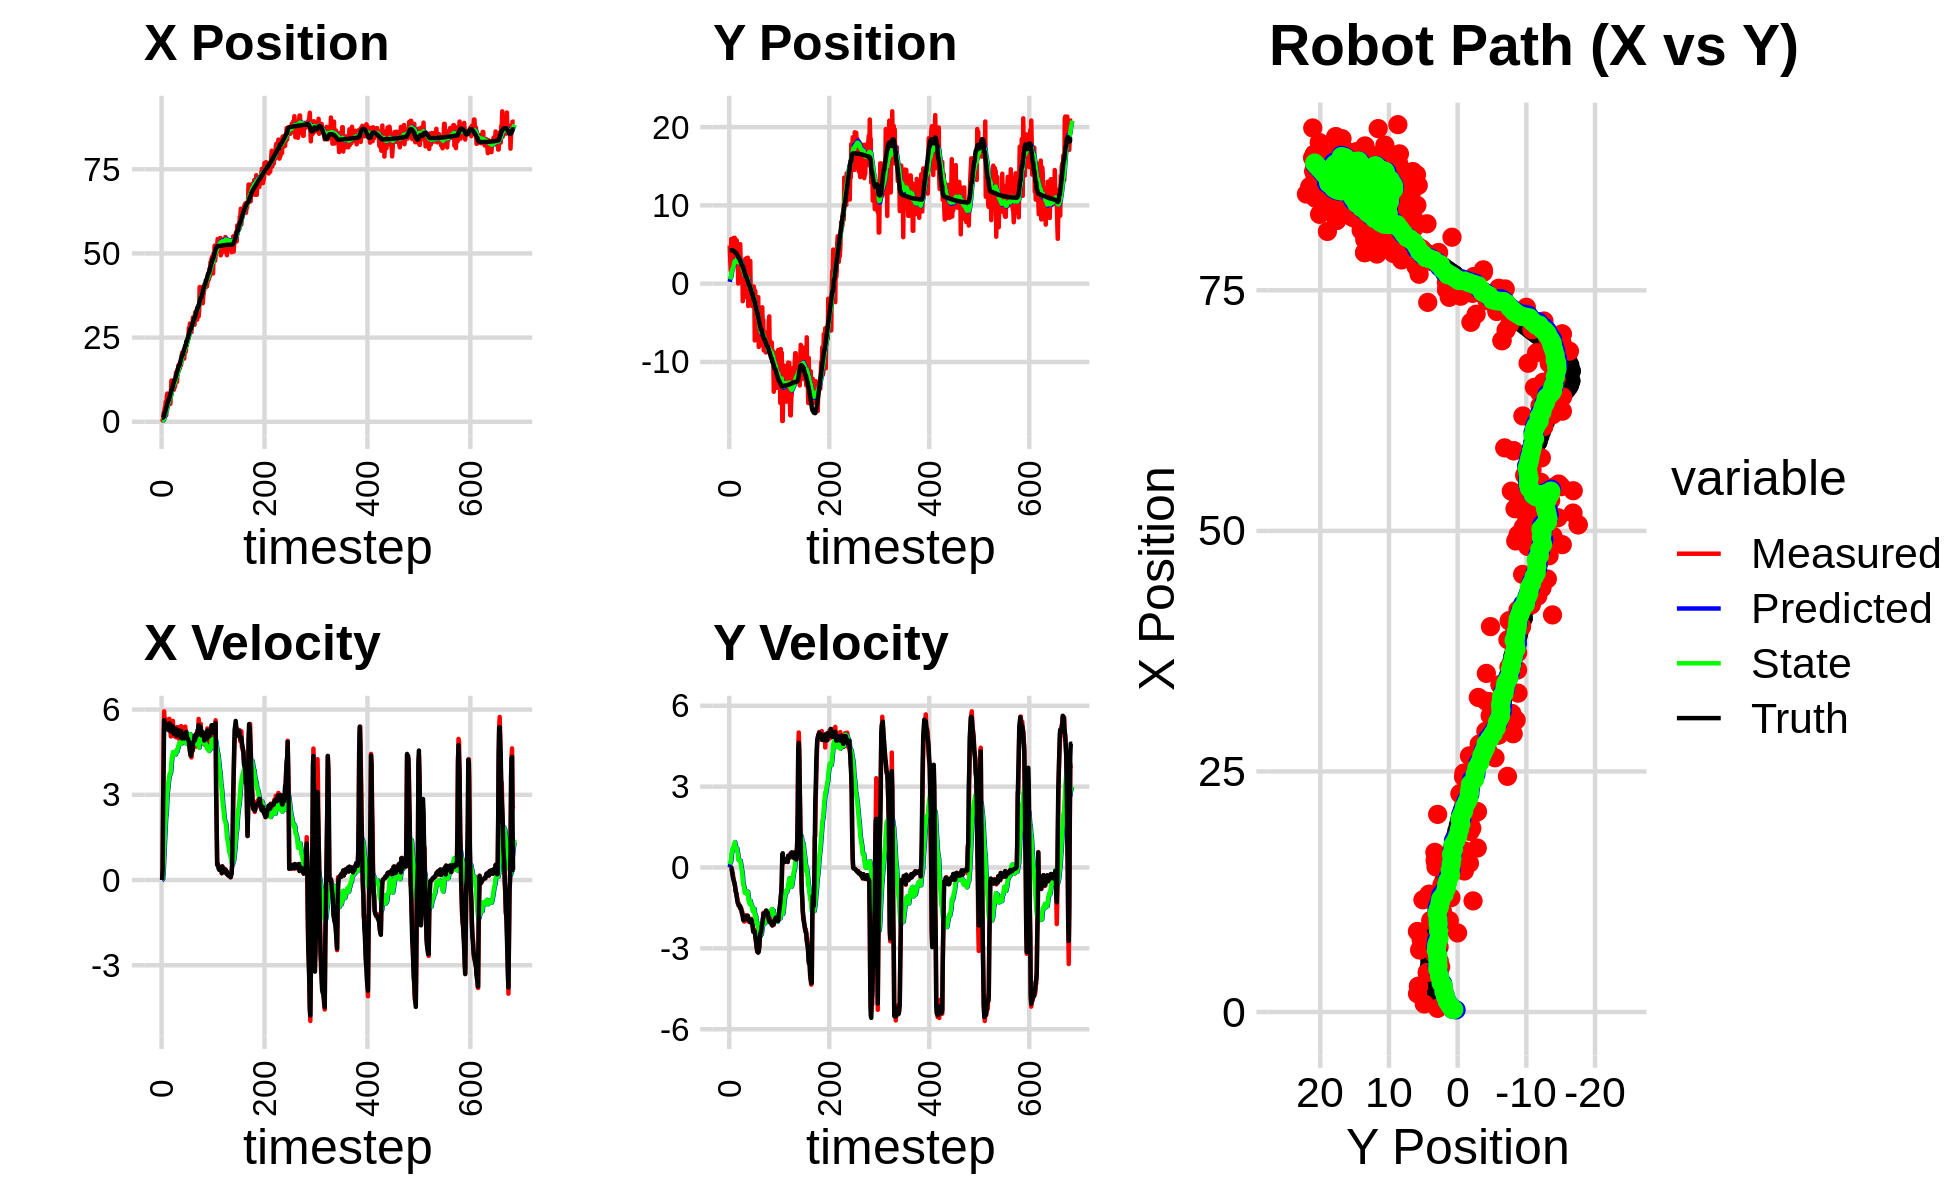 X Position
75
50
25
0
0 200 400 600
timestep
Y Position
20
10
0
-10
0 200 400 600
timestep
X Velocity
6
3
0
-3
0 200 400 600
timestep
Y Velocity
6
3
0
-3
-6
0 200 400 600
timestep
Robot Path (X vs Y)
X Position
75
50
25
0
20 10 0 -10 -20
Y Position
variable
Measured
Predicted
State
Truth